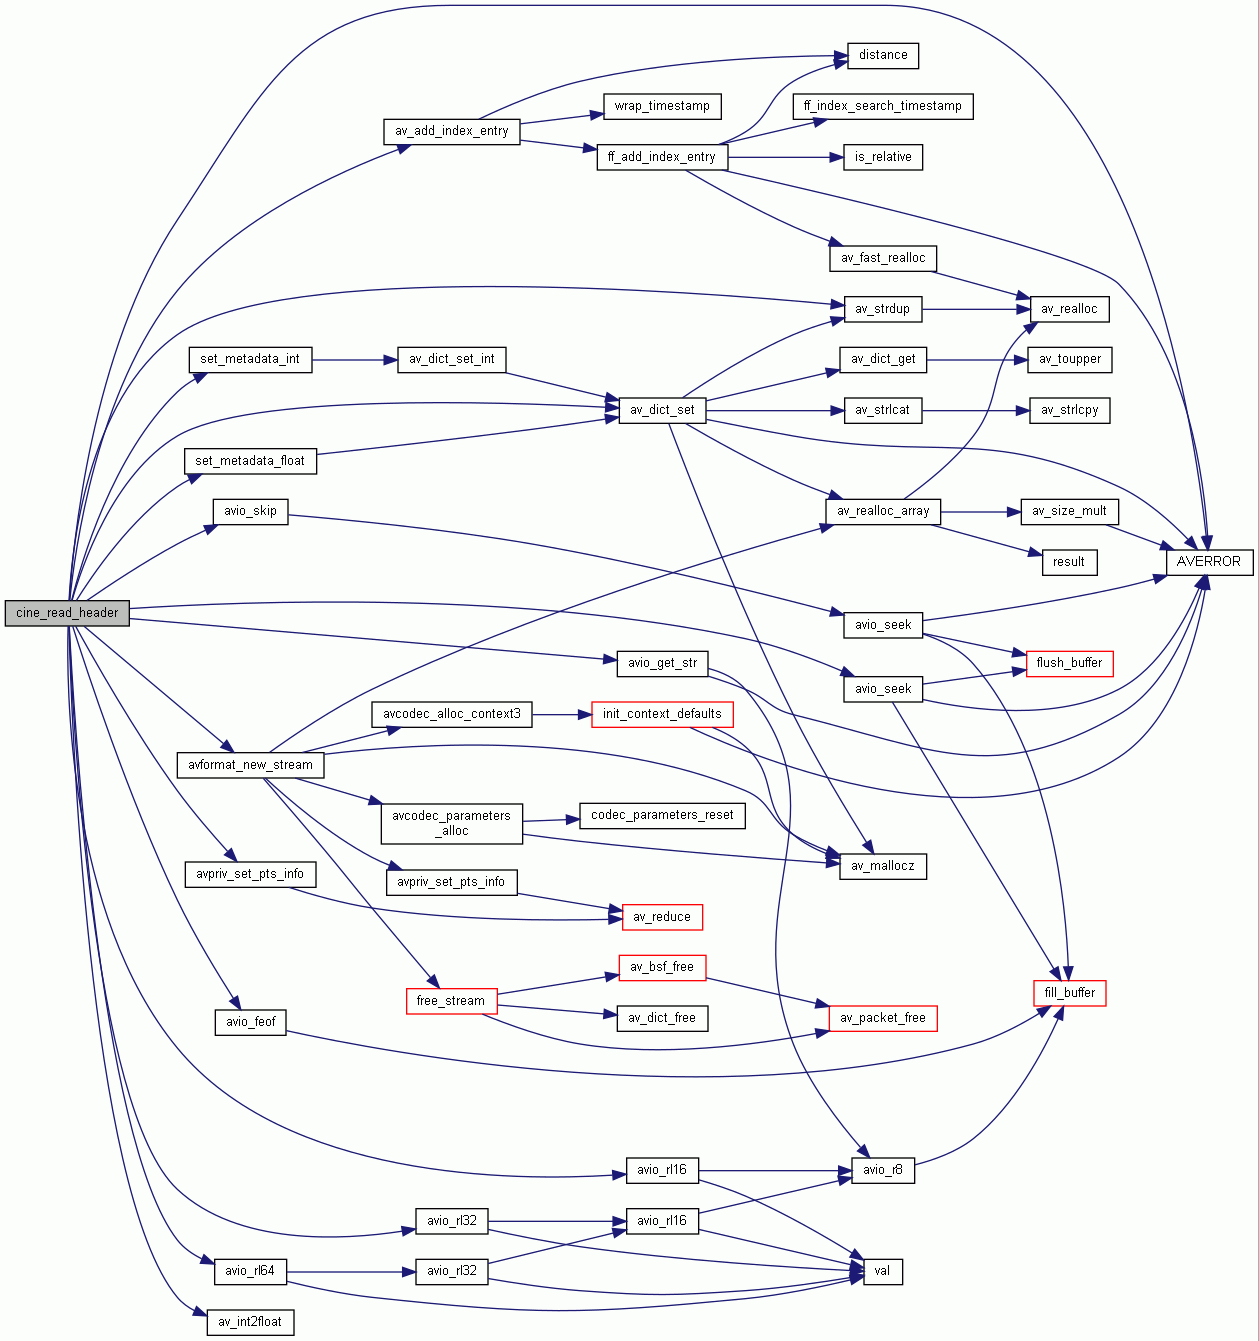 distance
wrap_timestamp
ff_index_search_timestamp
av_add_index_entry
ff_add_index_entry
is_relative
av_fast_realloc
av_strdup
av_realloc
set_metadata_int
av_dict_set_int
av_dict_get
av_toupper
av_dict_set
av_strlcat
av_strlcpy
set_metadata_float
avio_skip
av_realloc_array
av_size_mult
result
AVERROR
cine_read_header
avio_seek
avio_get_str
flush_buffer
avio_seek
avcodec_alloc_context3
init_context_defaults
avformat_new_stream
avcodec_parameters
_alloc
codec_parameters_reset
av_mallocz
avpriv_set_pts_info
avpriv_set_pts_info
av_reduce
av_bsf_free
free_stream
av_dict_free
av_packet_free
fill_buffer
avio_feof
avio_rl16
avio_r8
avio_rl32
avio_rl16
avio_rl64
avio_rl32
val
av_int2float